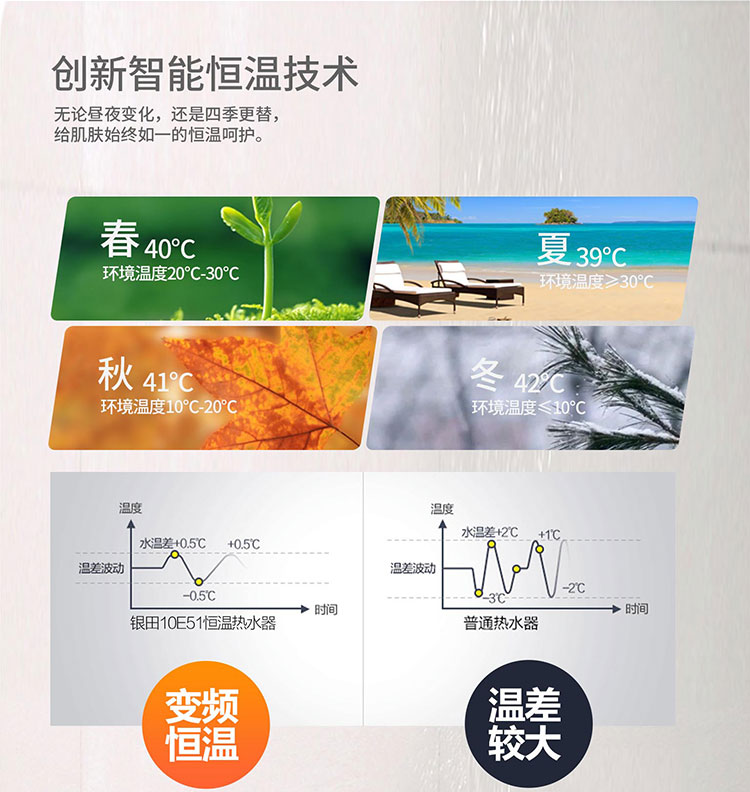 创新智能恒温技术
无论昼夜变化，还是四季更替，
给肌肤始终如一的恒温呵护。
春 40°C
环境温度20°C-30°C
夏 39°C
环境温度≥30°C
秋 41°C
环境温度10°C-20°C
冬 42°C
环境温度≤10°C
温度
水温差+0.5℃
+0.5℃
温差波动
-0.5℃
时间
银田10E51恒温热水器
温度
水温差+2℃
+1℃
温差波动
-3℃
-2℃
时间
普通热水器
变频
恒温
温差
较大